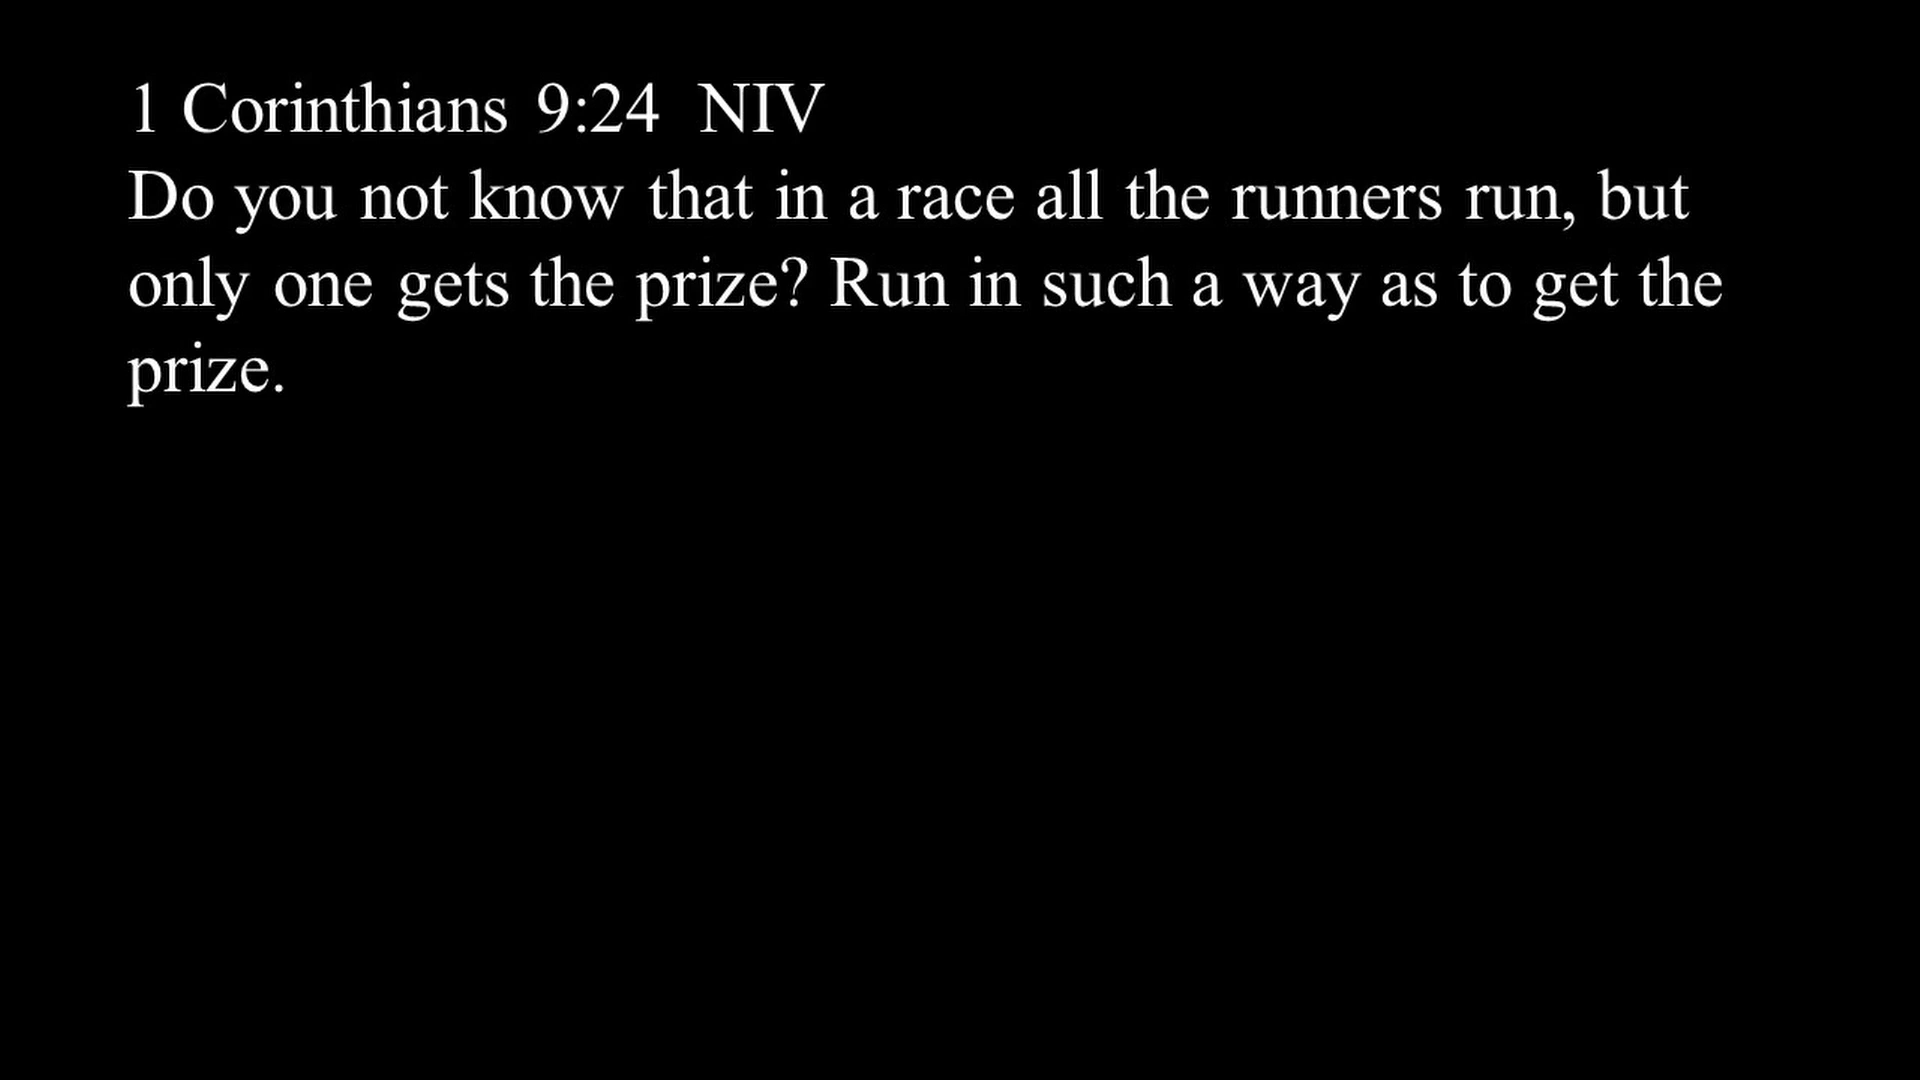 1 Corinthians 9:24 NIV
Do you not know that in a race all the runners run, but
only one gets the prize? Run in such a way as to get the
prize.